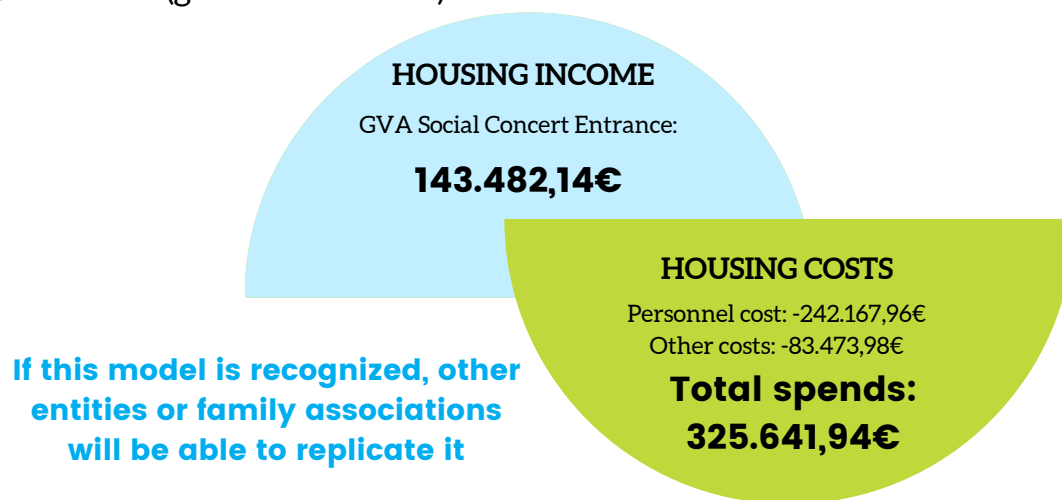 HOUSING INCOME
GVA Social Concert Entrance:
143.482,14€
HOUSING COSTS
Personnel cost: -242.167,96€
Other costs: -83.473,98€
Total spends:
325.641,94€
If this model is recognized, other
entities or family associations
will be able to replicate it